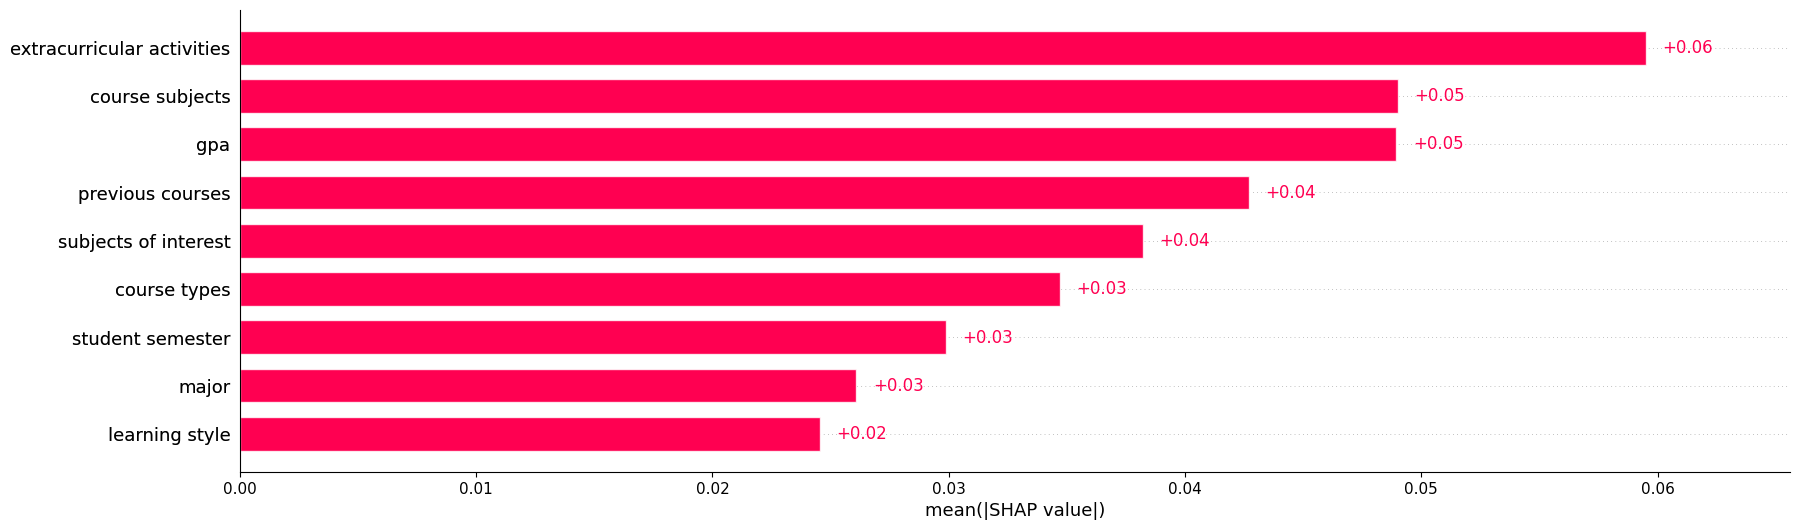 extracurricular activities +0.06
course subjects +0.05
gpa +0.05
previous courses +0.04
subjects of interest +0.04
course types +0.03
student semester +0.03
major +0.03
learning style +0.02
0.00 0.01 0.02 0.03 0.04 0.05 0.06
mean(|SHAP value|)